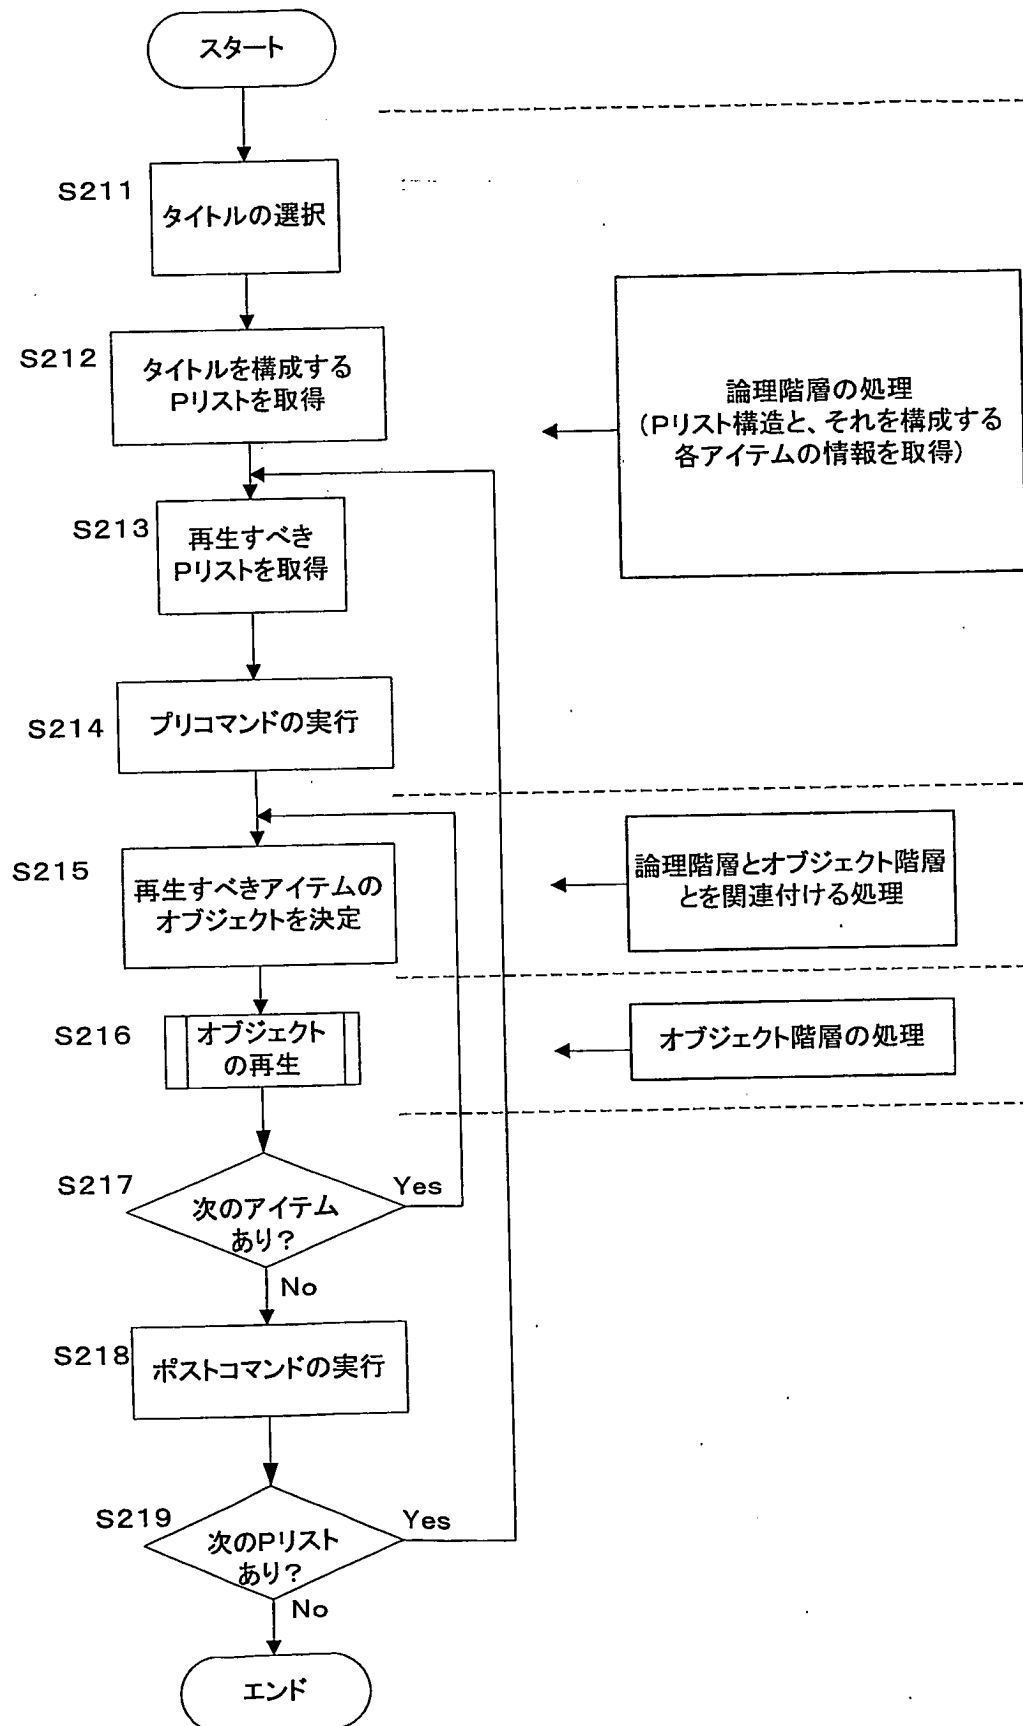 スタート
S211
タイトルの選択
S212
タイトルを構成する
Pリストを取得
論理階層の処理
(Pリスト構造と、それを構成する
各アイテムの情報を取得)
S213
再生すべき
Pリストを取得
S214
プリコマンドの実行
S215
再生すべきアイテムの
オブジェクトを決定
論理階層とオブジェクト階層
とを関連付ける処理
S216
オブジェクト
の再生
オブジェクト階層の処理
S217
次のアイテム
あり?
Yes
No
S218
ポストコマンドの実行
S219
次のPリスト
あり?
Yes
No
エンド